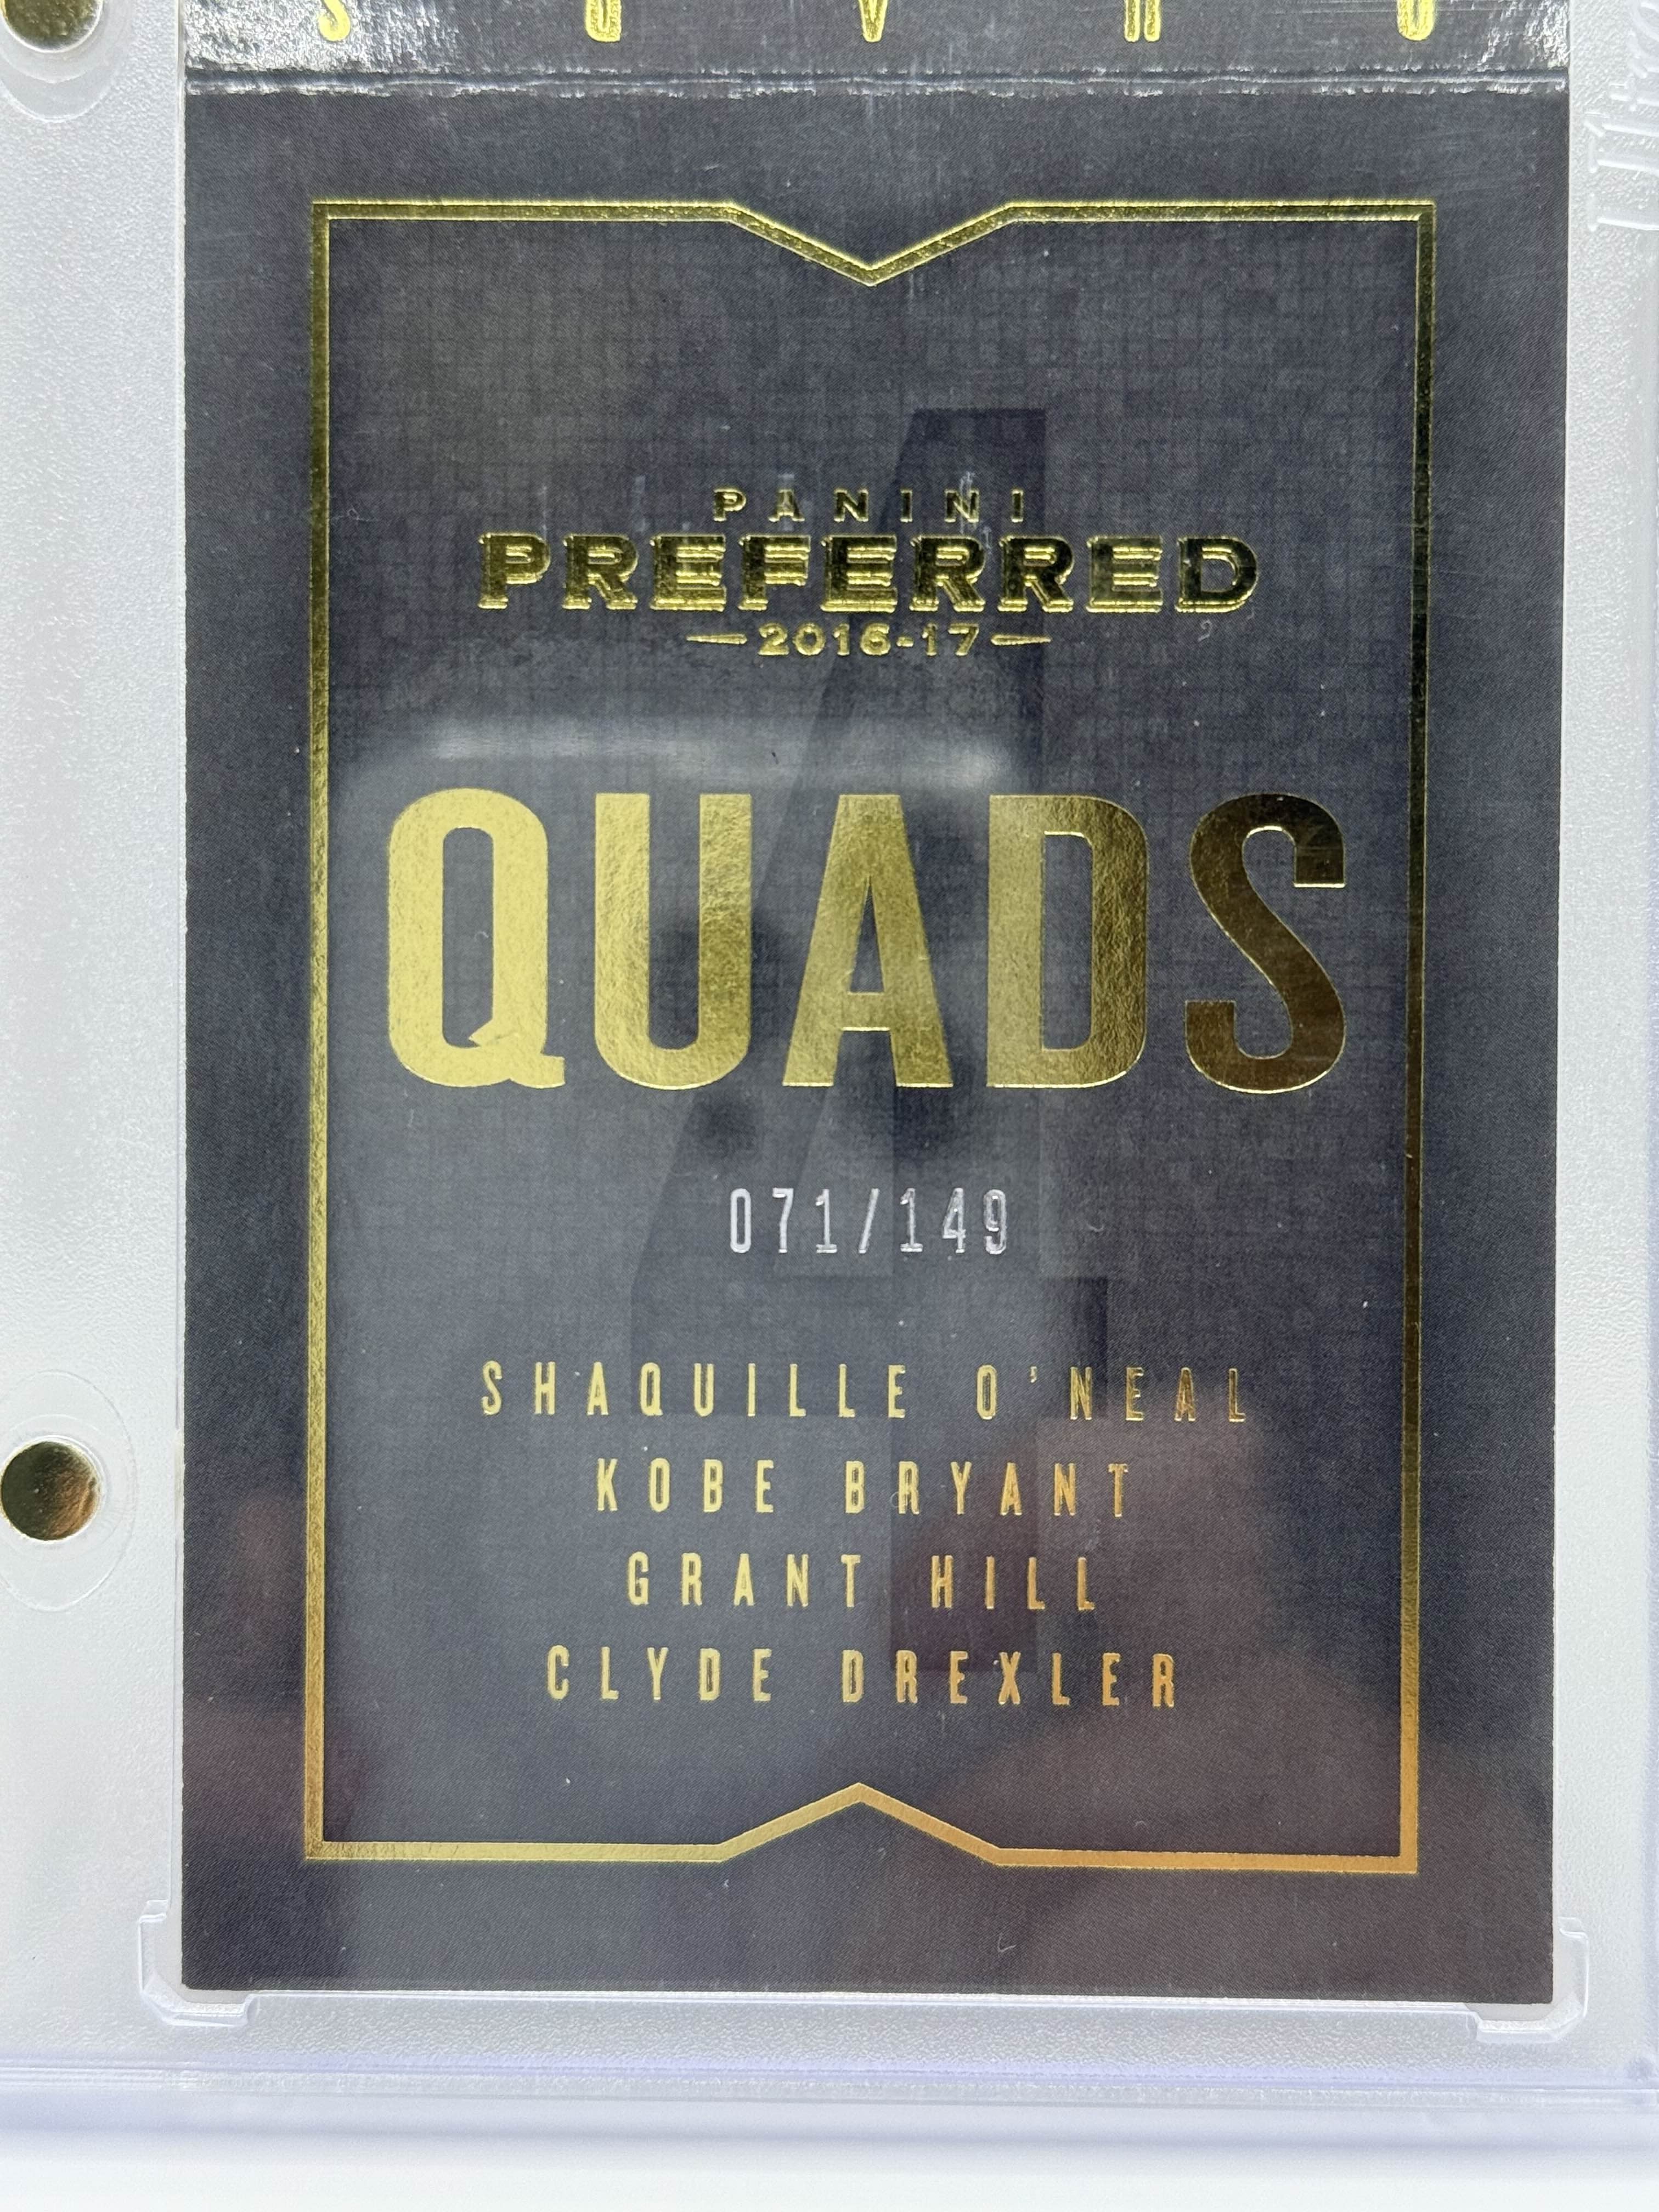 PANINI
PREFERRED
2016-17
QUADS
071/149
SHAQUILLE O'NEAL
KOBE BRYANT
GRANT HILL
CLYDE DREXLER